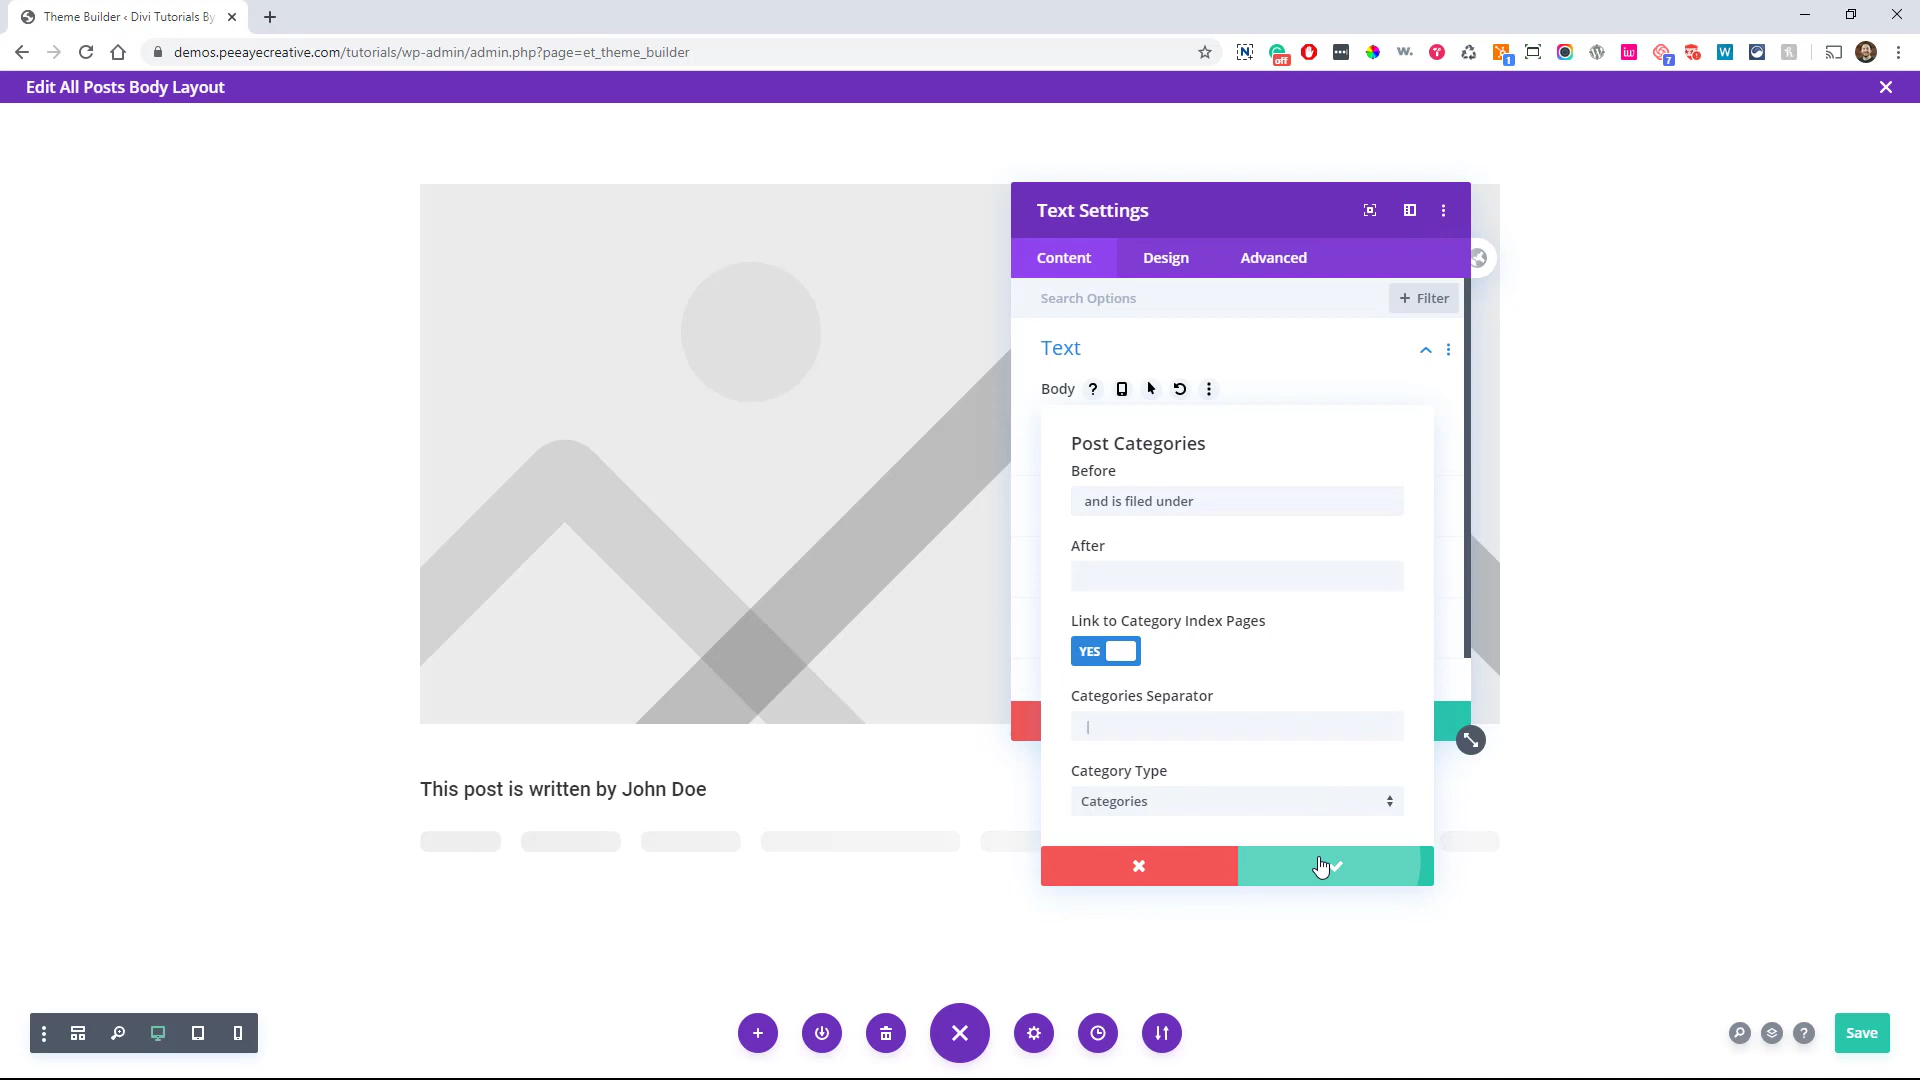 Theme Builder ‹ Divi Tutorials By
demos.peeayecreative.com/tutorials/wp-admin/admin.php?page=et_theme_builder
off
1
7
Edit All Posts Body Layout
Text Settings
Content
Design
Advanced
Search Options
+ Filter
Text
Body
Post Categories
Before
and is filed under
After
Link to Category Index Pages
YES
Categories Separator
|
Category Type
Categories
This post is written by John Doe
Save